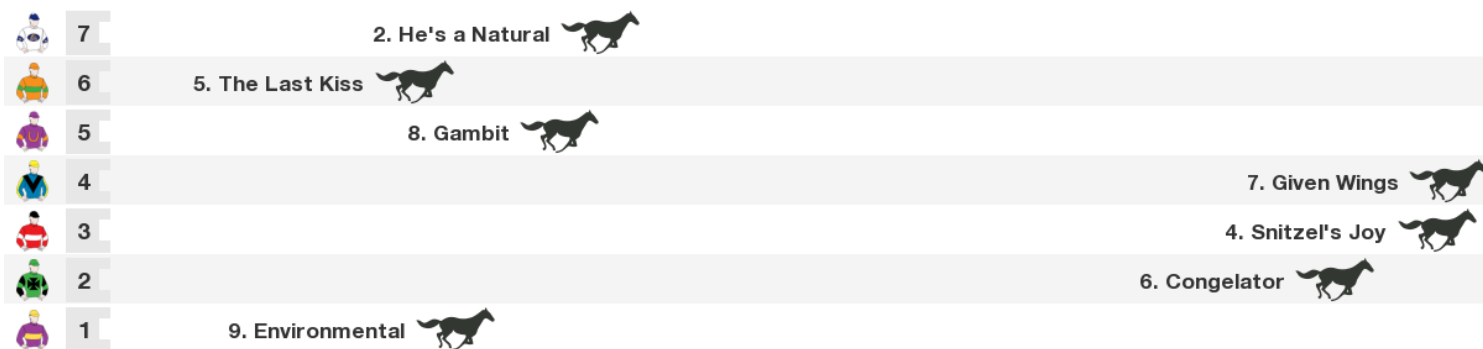 7 2. He's a Natural
6 5. The Last Kiss
5 8. Gambit
4 7. Given Wings
3 4. Snitzel's Joy
2 6. Congelator
1 9. Environmental